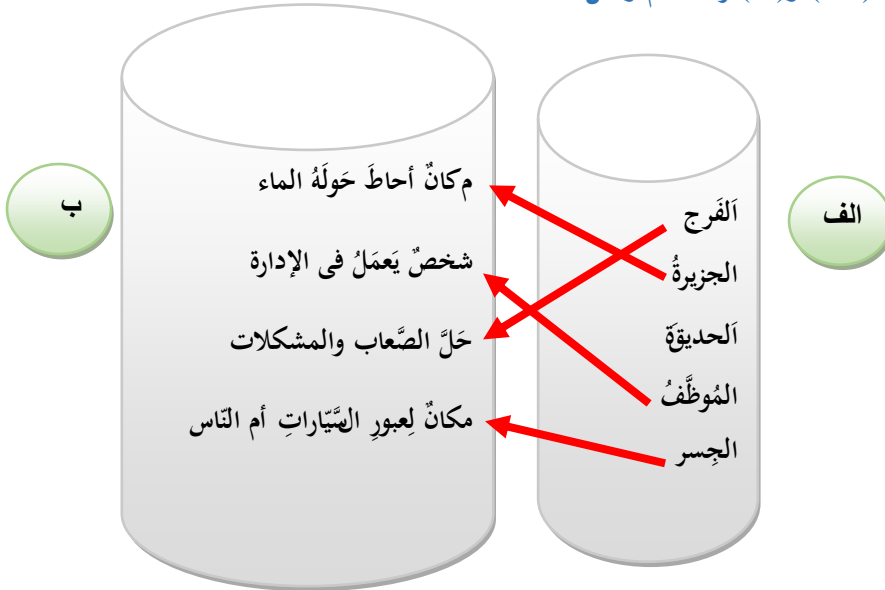 الف
اَلفَرج
الجزيرةُ
اَلحديقَة
المُوظَّفُ
الجِسر
ب
مكانٌ أحاطَ حَولَهُ الماء
شخصٌ يَعمَلُ فى الإدارة
حَلَّ الصَّعاب والمشكلات
مكانٌ لِعبورِ السَّيّاراتِ أم النّاس